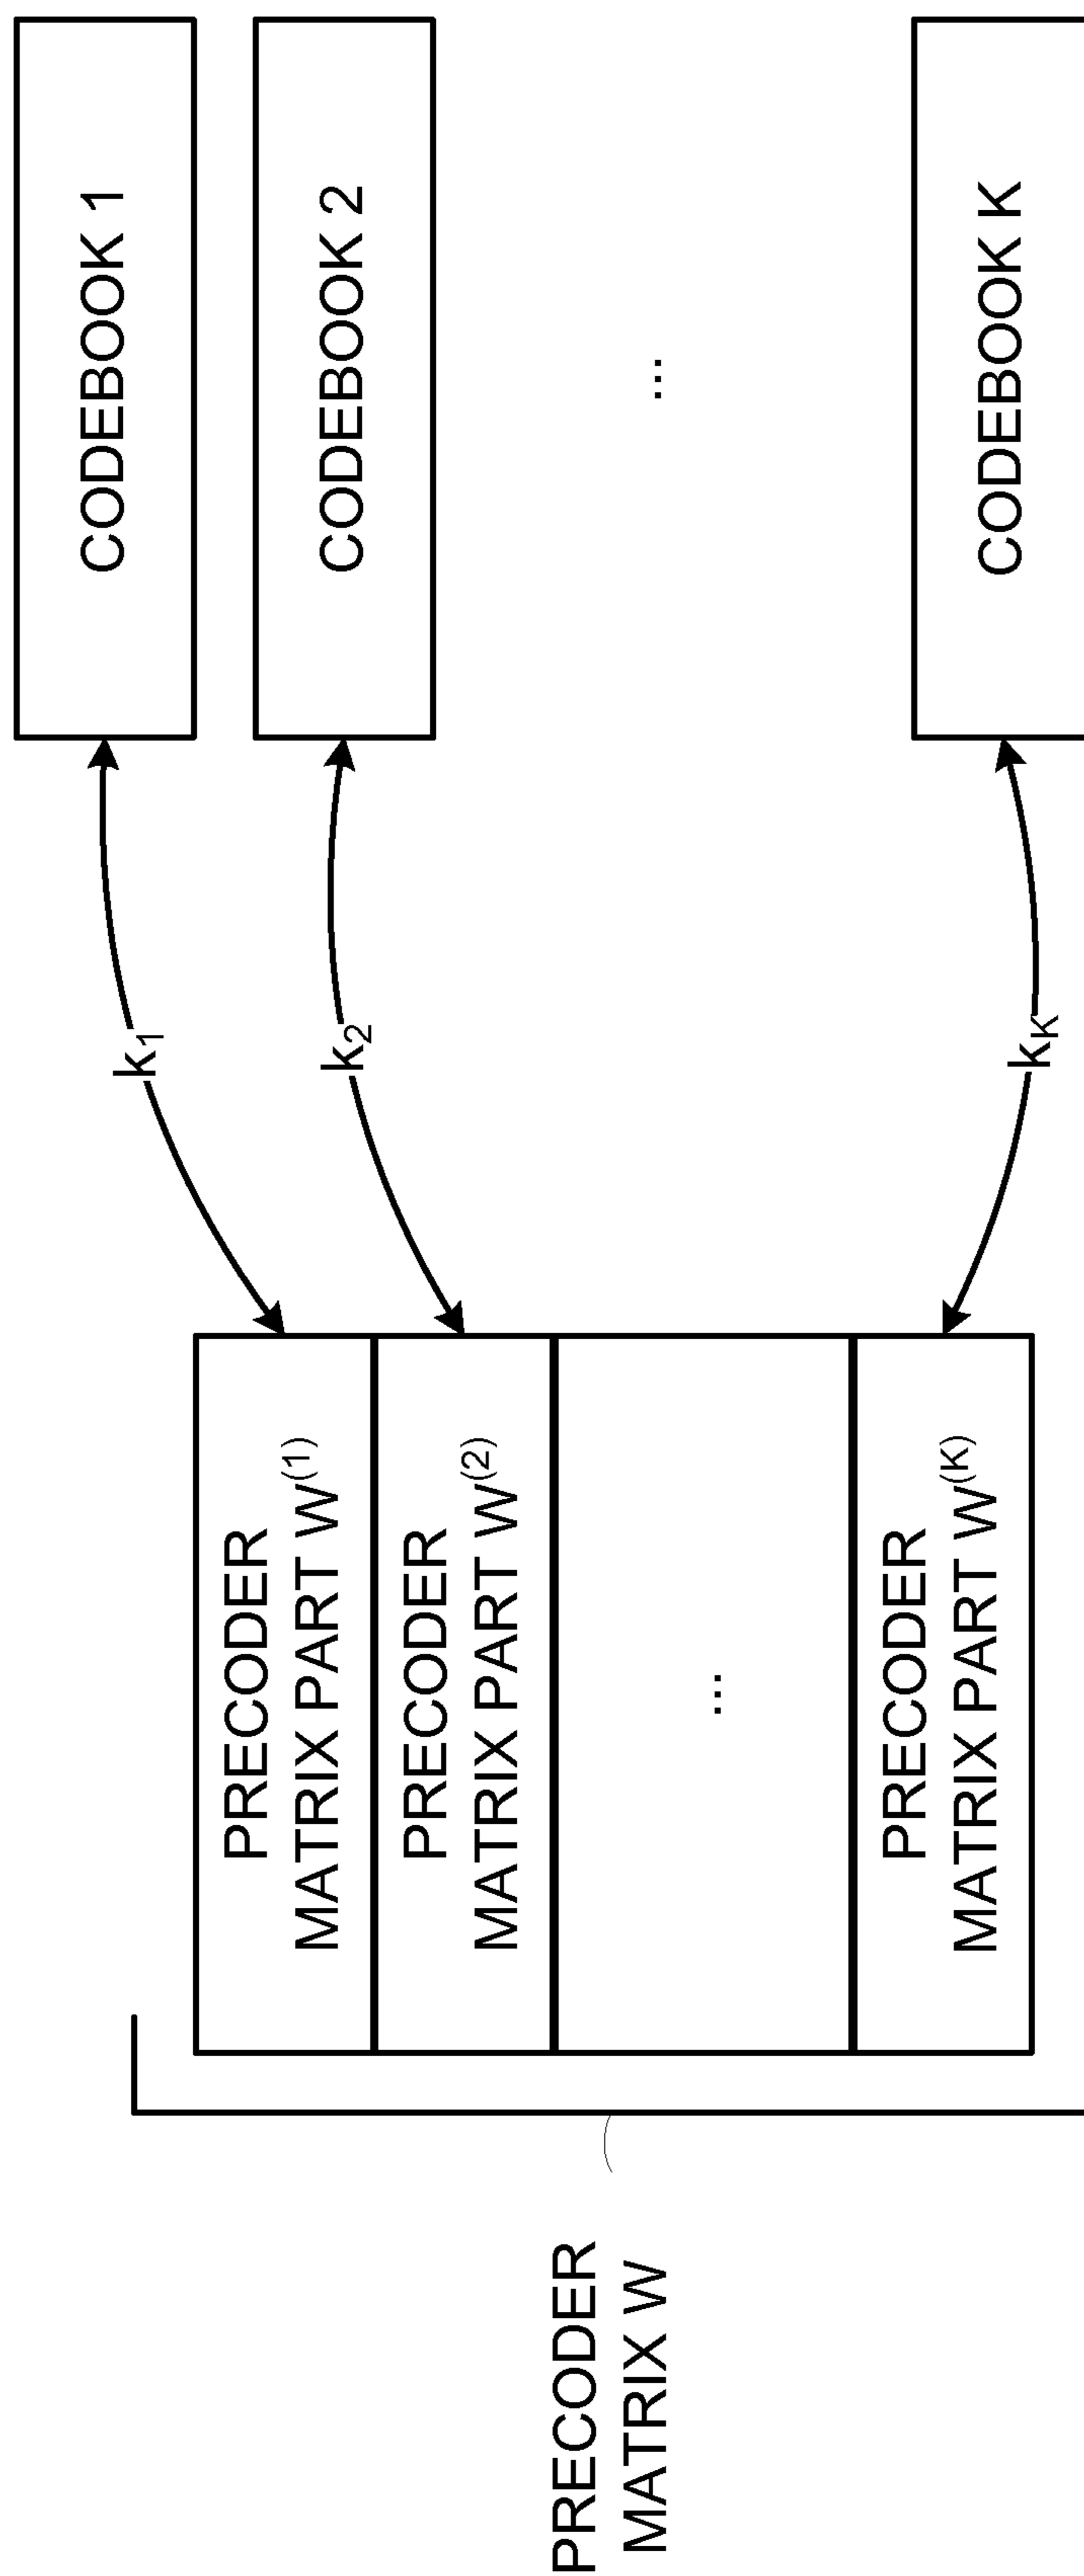 PRECODER
MATRIX W
PRECODER
MATRIX PART W(1)
k1
CODEBOOK 1
PRECODER
MATRIX PART W(2)
k2
CODEBOOK 2
...
...
PRECODER
MATRIX PART W(K)
kK
CODEBOOK K